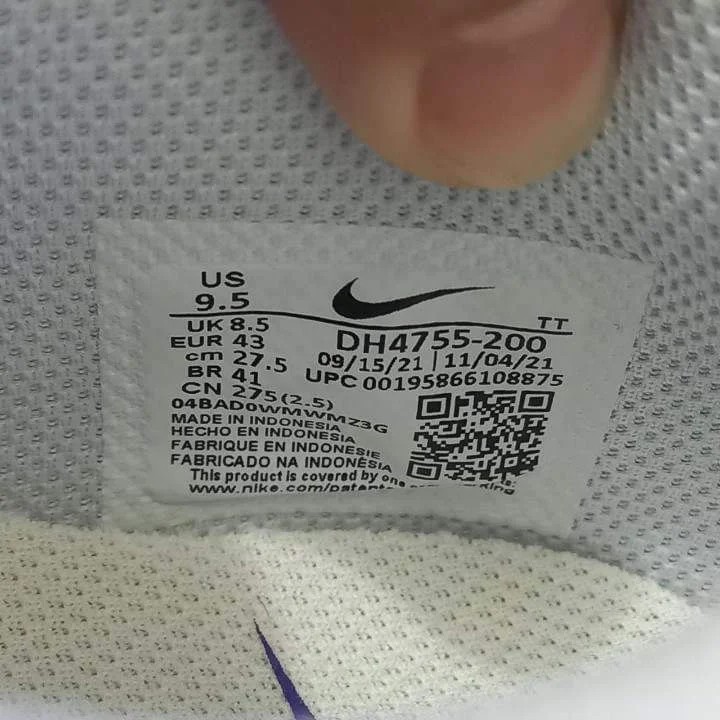 US
9.5
TT
UK 8.5
EUR 43
cm 27.5
BR 41
CN 275(2.5)
DH4755-200
09/15/21 | 11/04/21
UPC 00195866108875
04BAD0WMWMZ3G
MADE IN INDONESIA
HECHO EN INDONESIA
FABRIQUE EN INDONESIE
FABRICADO NA INDONÉSIA
This product is covered by one
www.nike.com/patents